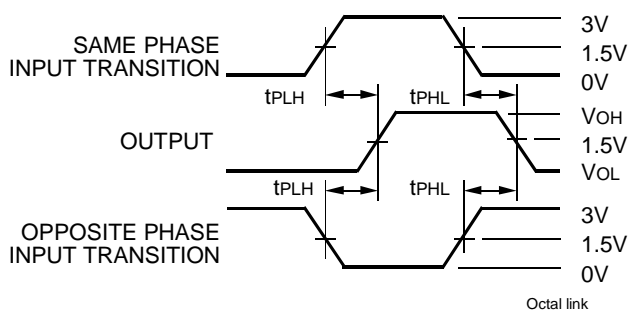 SAME PHASE
INPUT TRANSITION
3V
1.5V
0V
tPLH
tPHL
OUTPUT
VOH
1.5V
VOL
tPLH
tPHL
OPPOSITE PHASE
INPUT TRANSITION
3V
1.5V
0V
Octal link